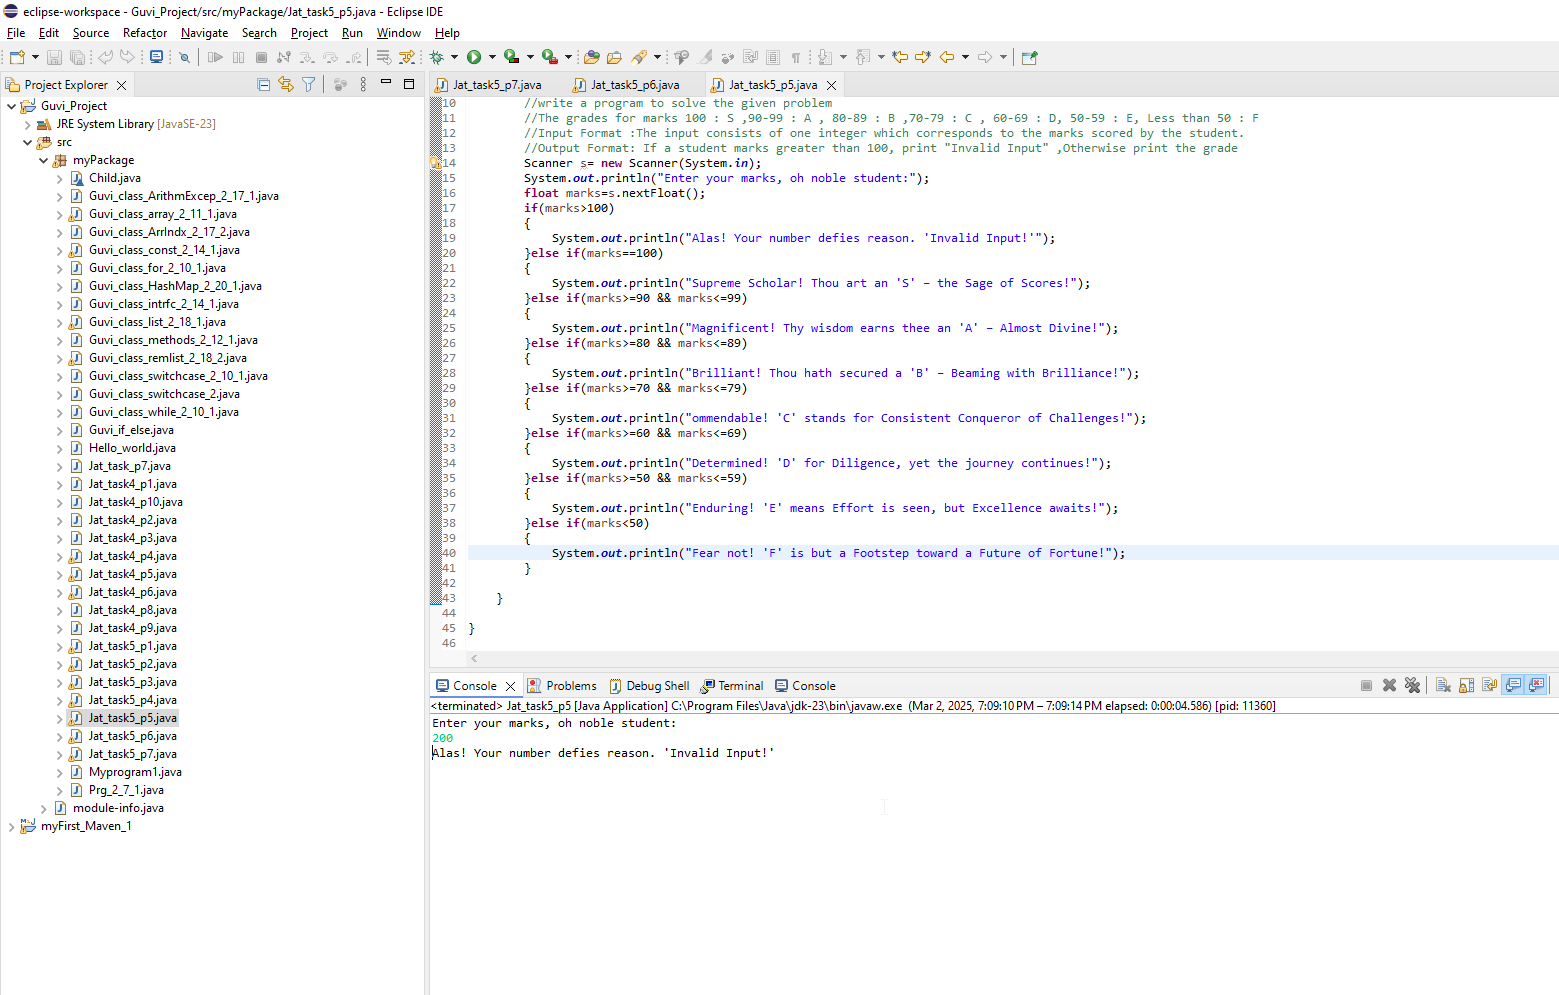 eclipse-workspace - Guvi_Project/src/myPackage/Jat_task5_p5.java - Eclipse IDE
File Edit Source Refactor Navigate Search Project Run Window Help
Project Explorer
Guvi_Project
JRE System Library [JavaSE-23]
src
myPackage
Child.java
Guvi_class_ArithmExcep_2_17_1.java
Guvi_class_array_2_11_1.java
Guvi_class_ArrIndx_2_17_2.java
Guvi_class_const_2_14_1.java
Guvi_class_for_2_10_1.java
Guvi_class_HashMap_2_20_1.java
Guvi_class_intrfc_2_14_1.java
Guvi_class_list_2_18_1.java
Guvi_class_methods_2_12_1.java
Guvi_class_remlist_2_18_2.java
Guvi_class_switchcase_2_10_1.java
Guvi_class_switchcase_2.java
Guvi_class_while_2_10_1.java
Guvi_if_else.java
Hello_world.java
Jat_task_p7.java
Jat_task4_p1.java
Jat_task4_p10.java
Jat_task4_p2.java
Jat_task4_p3.java
Jat_task4_p4.java
Jat_task4_p5.java
Jat_task4_p6.java
Jat_task4_p8.java
Jat_task4_p9.java
Jat_task5_p1.java
Jat_task5_p2.java
Jat_task5_p3.java
Jat_task5_p4.java
Jat_task5_p5.java
Jat_task5_p6.java
Jat_task5_p7.java
Myprogram1.java
Prg_2_7_1.java
module-info.java
myFirst_Maven_1
Jat_task5_p7.java Jat_task5_p6.java Jat_task5_p5.java
10 //write a program to solve the given problem
11 //The grades for marks 100 : S ,90-99 : A , 80-89 : B ,70-79 : C , 60-69 : D, 50-59 : E, Less than 50 : F
12 //Input Format :The input consists of one integer which corresponds to the marks scored by the student.
13 //Output Format: If a student marks greater than 100, print "Invalid Input" ,Otherwise print the grade
14 Scanner s= new Scanner(System.in);
15 System.out.println("Enter your marks, oh noble student:");
16 float marks=s.nextFloat();
17 if(marks>100)
18 {
19 System.out.println("Alas! Your number defies reason. 'Invalid Input!'");
20 }else if(marks==100)
21 {
22 System.out.println("Supreme Scholar! Thou art an 'S' – the Sage of Scores!");
23 }else if(marks>=90 && marks<=99)
24 {
25 System.out.println("Magnificent! Thy wisdom earns thee an 'A' – Almost Divine!");
26 }else if(marks>=80 && marks<=89)
27 {
28 System.out.println("Brilliant! Thou hath secured a 'B' – Beaming with Brilliance!");
29 }else if(marks>=70 && marks<=79)
30 {
31 System.out.println("ommendable! 'C' stands for Consistent Conqueror of Challenges!");
32 }else if(marks>=60 && marks<=69)
33 {
34 System.out.println("Determined! 'D' for Diligence, yet the journey continues!");
35 }else if(marks>=50 && marks<=59)
36 {
37 System.out.println("Enduring! 'E' means Effort is seen, but Excellence awaits!");
38 }else if(marks<50)
39 {
40 System.out.println("Fear not! 'F' is but a Footstep toward a Future of Fortune!");
41 }
42
43 }
44
45 }
46
Console Problems Debug Shell Terminal Console
<terminated> Jat_task5_p5 [Java Application] C:\Program Files\Java\jdk-23\bin\javaw.exe (Mar 2, 2025, 7:09:10 PM – 7:09:14 PM elapsed: 0:00:04.586) [pid: 11360]
Enter your marks, oh noble student:
200
Alas! Your number defies reason. 'Invalid Input!'